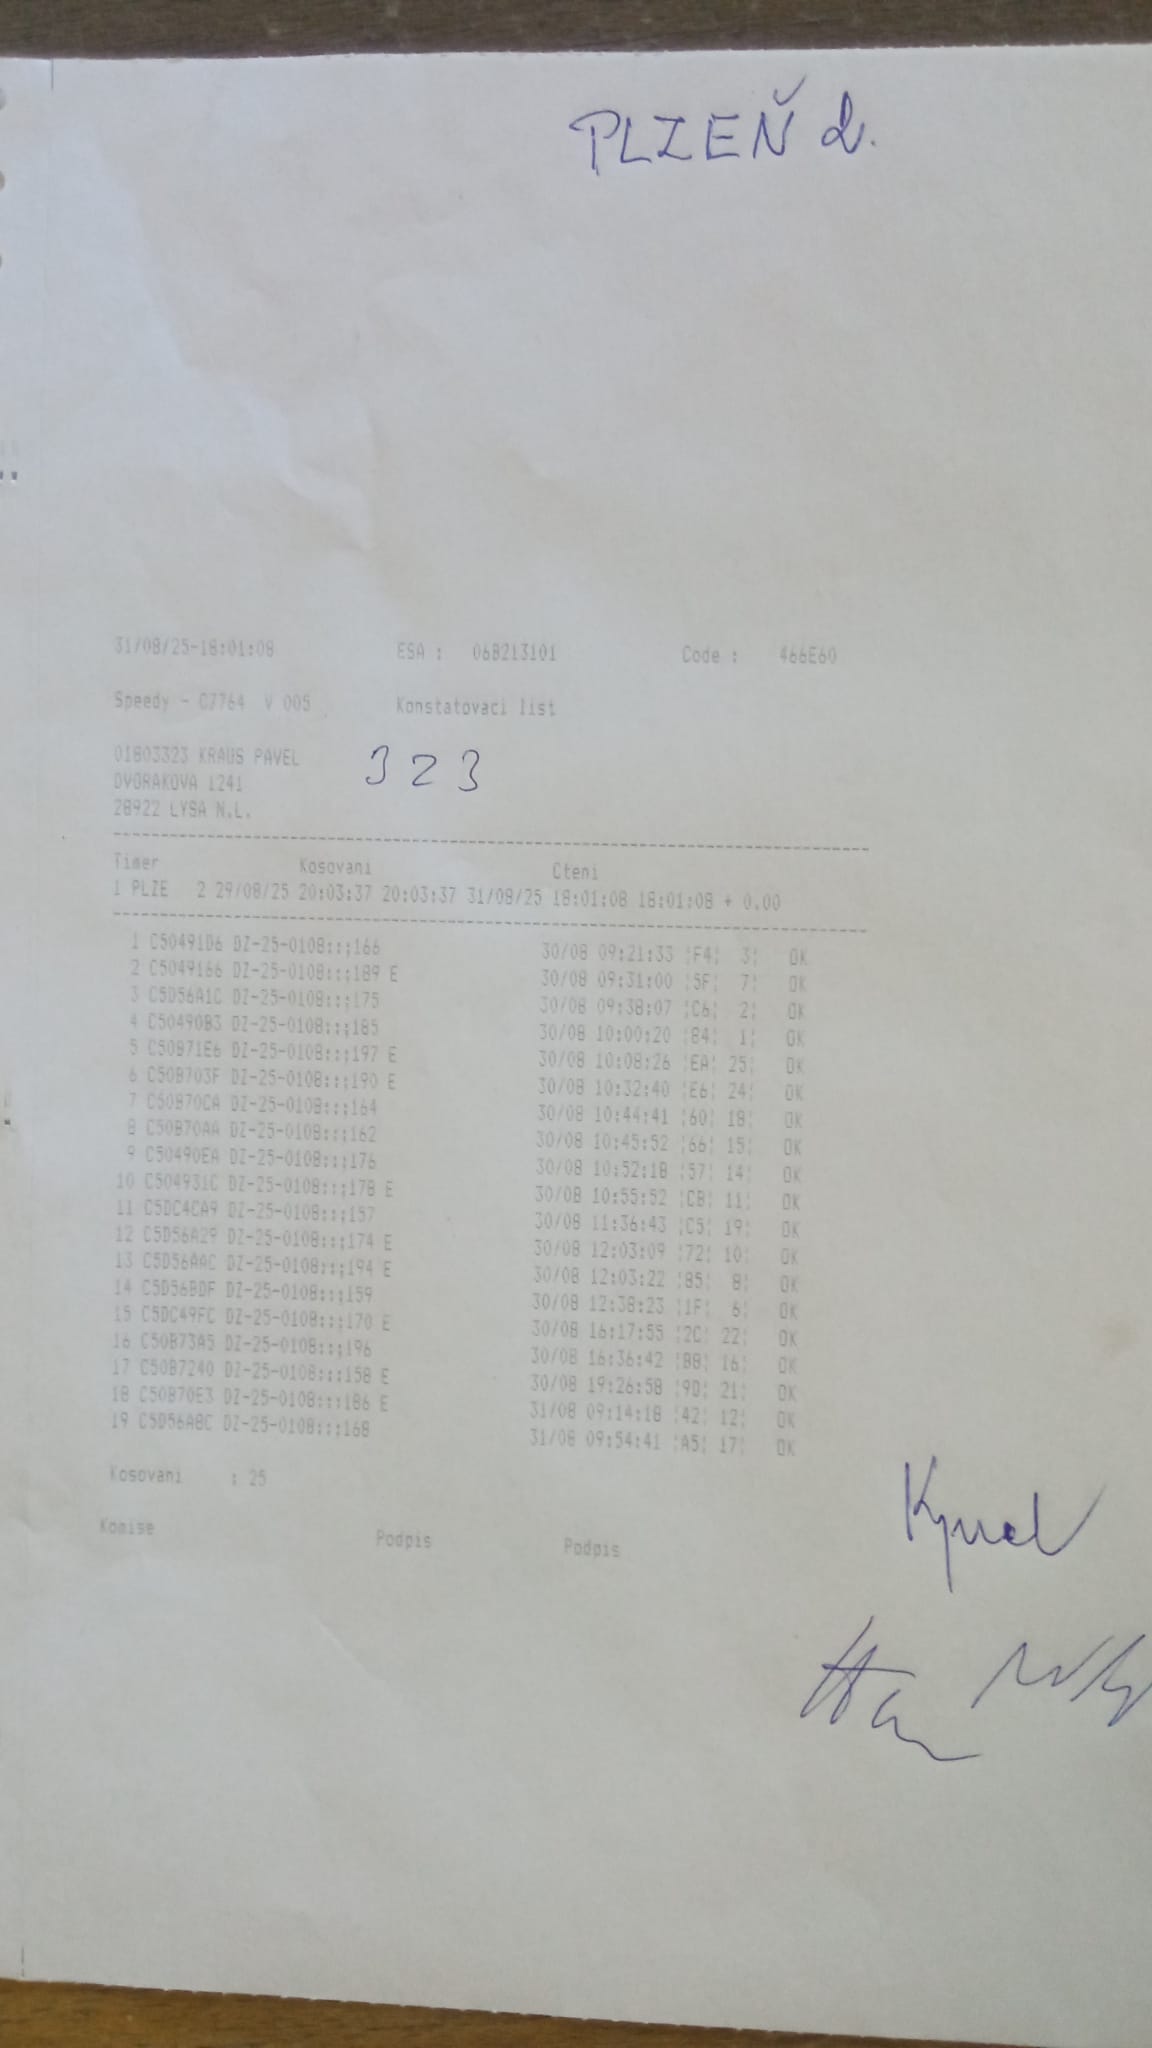 PLZEŇ 2.
31/08/25-18:01:08 ESA : 06B213101 Code : 466E60
Speedy - C7764 V 005 Konstatovaci list
01803323 KRAUS PAVEL 323
DVORAKOVA 1241
28922 LYSA N.L.
Timer Kosovani Cteni
1 PLZE 2 29/08/25 20:03:37 20:03:37 31/08/25 18:01:08 18:01:08 + 0.00
1 C50491D6 DZ-25-0108:::;166 30/08 09:21:33 ¦F4¦ 3¦ OK
2 C5049166 DZ-25-0108:::;189 E 30/08 09:31:00 ¦5F¦ 7¦ OK
3 C5D56A1C DZ-25-0108:::;175 30/08 09:38:07 ¦C6¦ 2¦ OK
4 C50490B3 DZ-25-0108:::;185 30/08 10:00:20 ¦84¦ 1¦ OK
5 C50B71E6 DZ-25-0108:::;197 E 30/08 10:08:26 ¦EA¦ 25¦ OK
6 C50B703F DZ-25-0108:::;190 E 30/08 10:32:40 ¦E6¦ 24¦ OK
7 C50B70CA DZ-25-0108:::;164 30/08 10:44:41 ¦60¦ 18¦ OK
8 C50B70AA DZ-25-0108:::;162 30/08 10:45:52 ¦66¦ 15¦ OK
9 C50490EA DZ-25-0108:::;176 30/08 10:52:18 ¦57¦ 14¦ OK
10 C504931C DZ-25-0108:::;178 E 30/08 10:55:52 ¦CB¦ 11¦ OK
11 C5DC4CA9 DZ-25-0108:::;157 30/08 11:36:43 ¦C5¦ 19¦ OK
12 C5D56A29 DZ-25-0108:::;174 E 30/08 12:03:09 ¦72¦ 10¦ OK
13 C5D56AAC DZ-25-0108:::;194 E 30/08 12:03:22 ¦85¦ 8¦ OK
14 C5D56BDF DZ-25-0108:::;159 30/08 12:38:23 ¦1F¦ 6¦ OK
15 C5DC49FC DZ-25-0108:::;170 E 30/08 16:17:55 ¦2C¦ 22¦ OK
16 C50B73A5 DZ-25-0108:::;196 30/08 16:36:42 ¦B8¦ 16¦ OK
17 C50B7240 DZ-25-0108:::;158 E 30/08 19:26:58 ¦9D¦ 21¦ OK
18 C50B70E3 DZ-25-0108:::;186 E 31/08 09:14:18 ¦42¦ 12¦ OK
19 C5D56A8C DZ-25-0108:::;168 31/08 09:54:41 ¦A5¦ 17¦ OK
Kosovani : 25
Komise Podpis Podpis